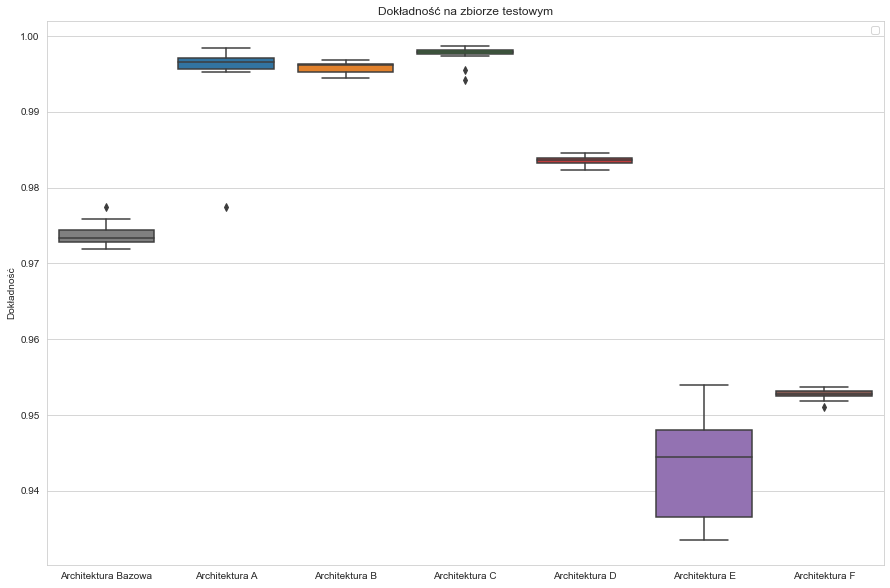 Dokładność na zbiorze testowym
1.00
0.99
0.98
0.97
0.96
0.95
0.94
Dokładność
Architektura Bazowa
Architektura A
Architektura B
Architektura C
Architektura D
Architektura E
Architektura F